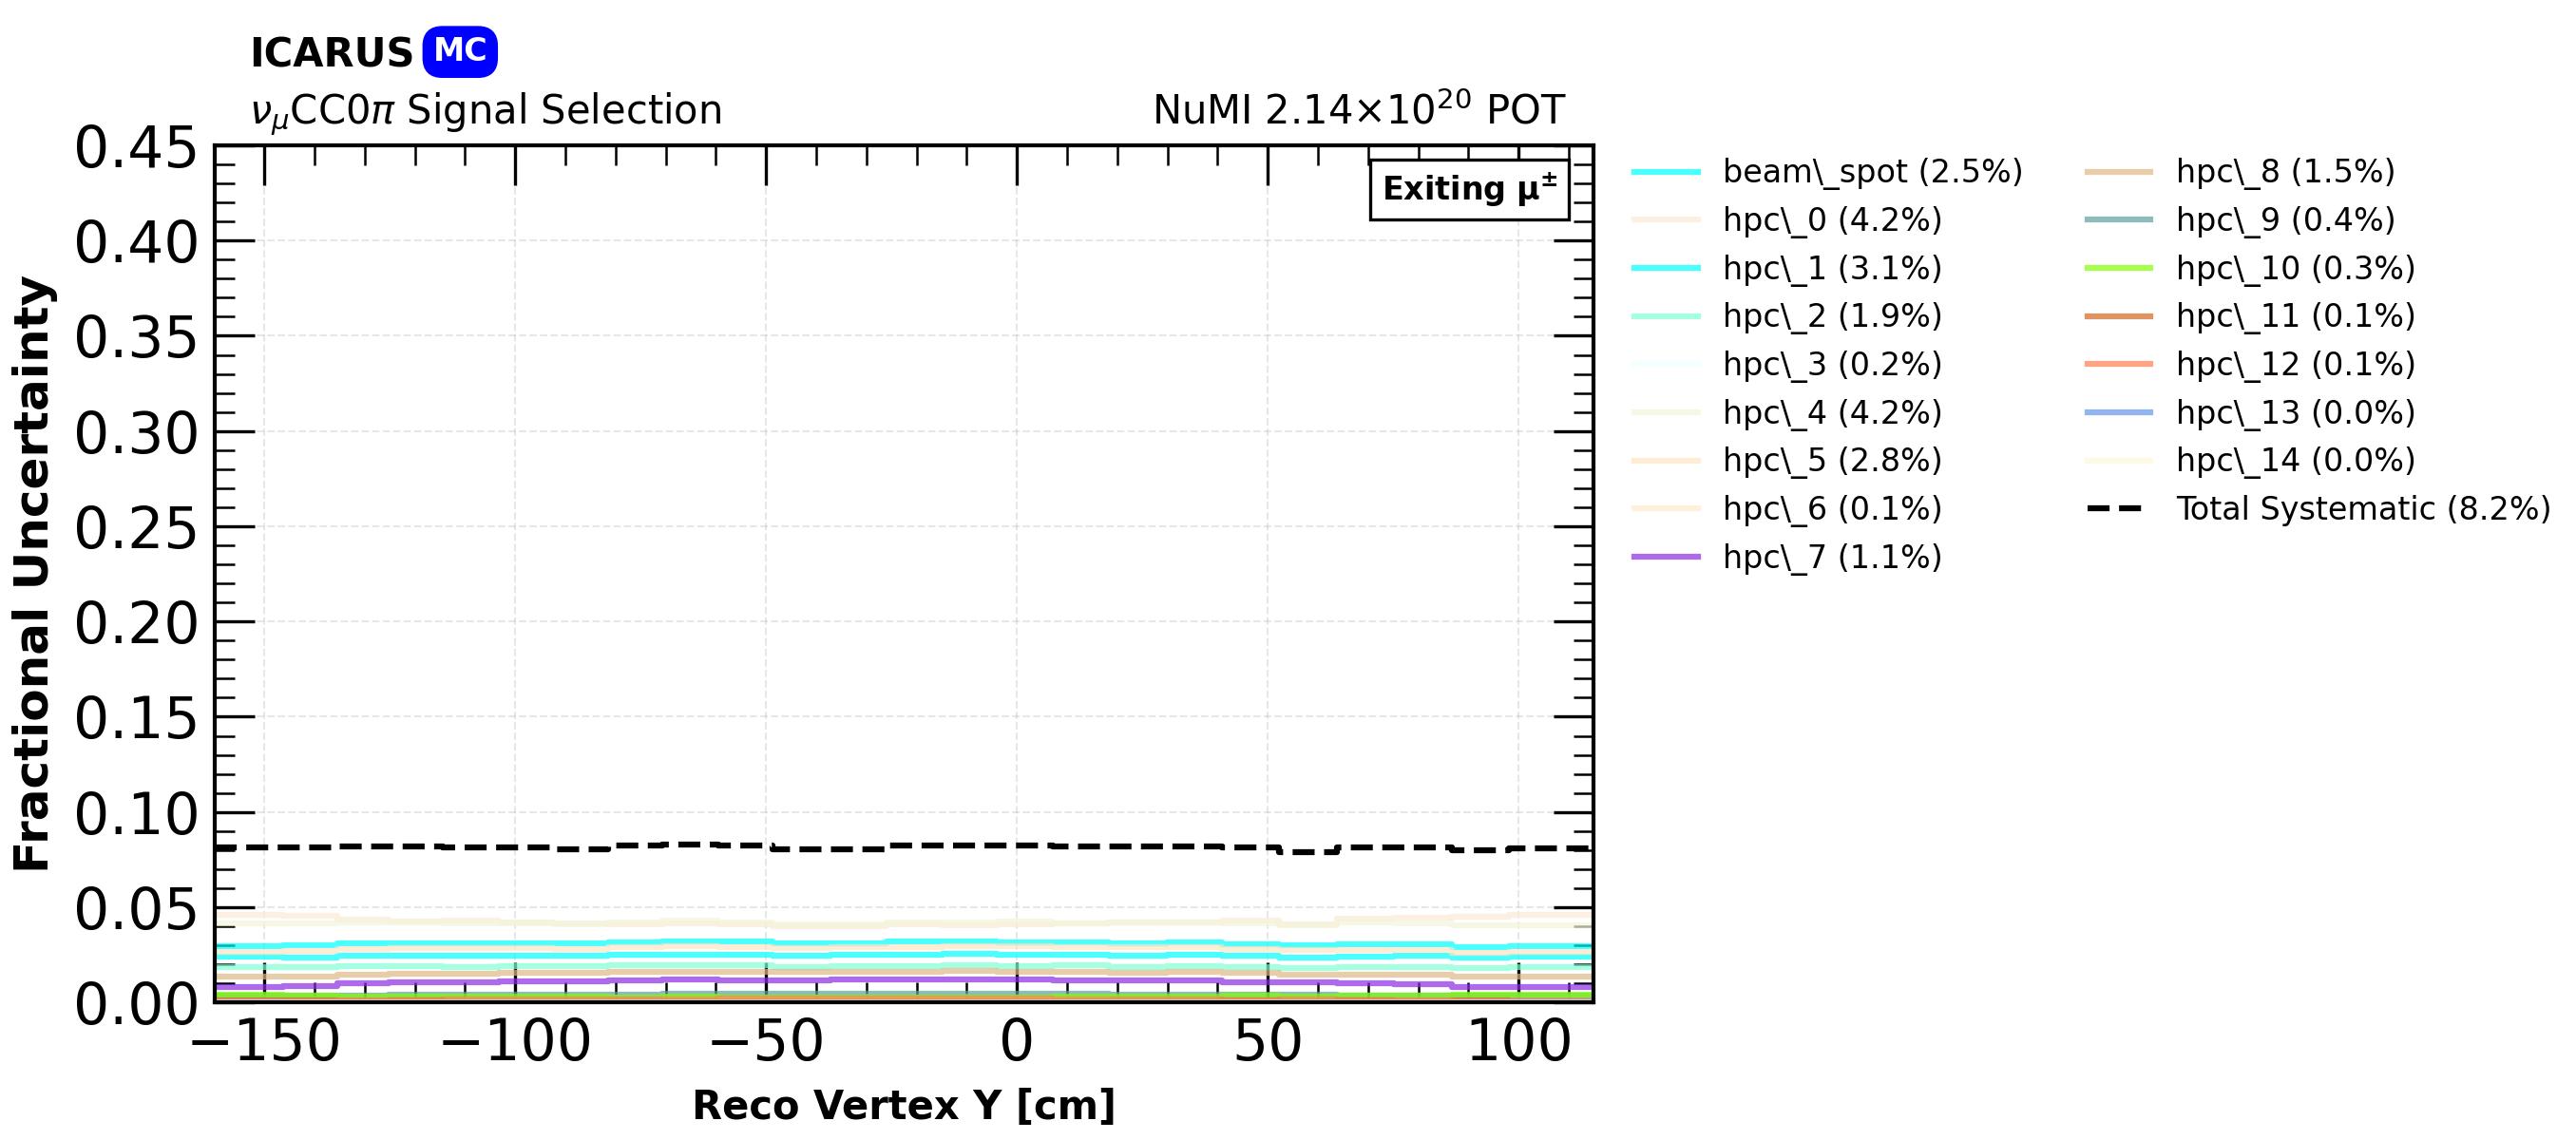 ICARUS MC
νμCC0π Signal Selection
NuMI 2.14×10²⁰ POT
Exiting μ±
Fractional Uncertainty
0.45
0.40
0.35
0.30
0.25
0.20
0.15
0.10
0.05
0.00
−150
−100
−50
0
50
100
Reco Vertex Y [cm]
beam\_spot (2.5%)
hpc\_0 (4.2%)
hpc\_1 (3.1%)
hpc\_2 (1.9%)
hpc\_3 (0.2%)
hpc\_4 (4.2%)
hpc\_5 (2.8%)
hpc\_6 (0.1%)
hpc\_7 (1.1%)
hpc\_8 (1.5%)
hpc\_9 (0.4%)
hpc\_10 (0.3%)
hpc\_11 (0.1%)
hpc\_12 (0.1%)
hpc\_13 (0.0%)
hpc\_14 (0.0%)
Total Systematic (8.2%)